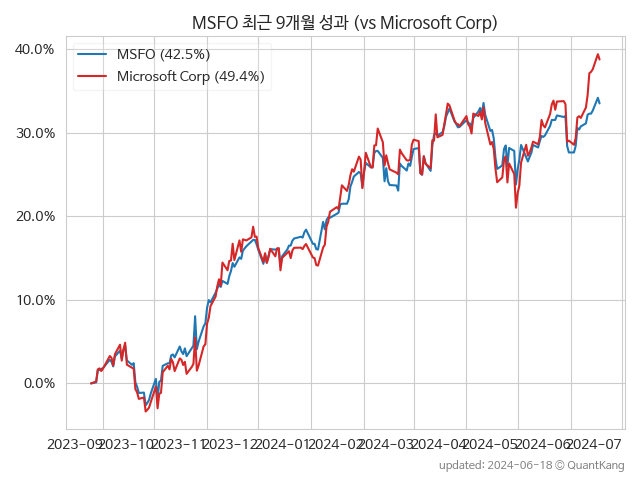 MSFO 최근 9개월 성과 (vs Microsoft Corp)
MSFO (42.5%)
Microsoft Corp (49.4%)
40.0%
30.0%
20.0%
10.0%
0.0%
2023-09 2023-10 2023-11 2023-12 2024-01 2024-02 2024-03 2024-04 2024-05 2024-06 2024-07
updated: 2024-06-18 © QuantKang